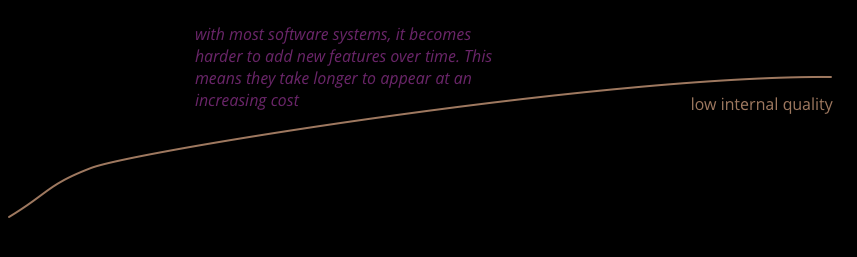 with most software systems, it becomes
harder to add new features over time. This
means they take longer to appear at an
increasing cost
low internal quality